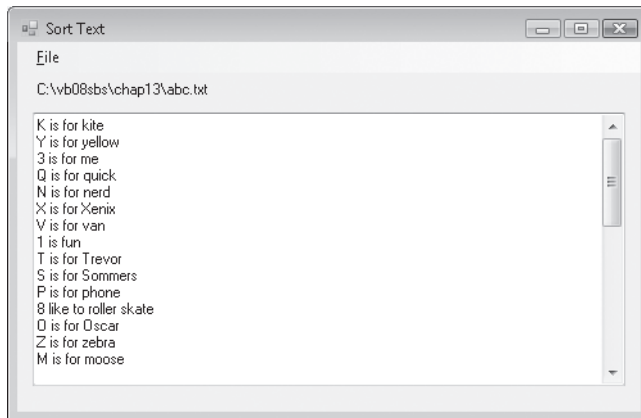 Sort Text
File
C:\vb08sbs\chap13\abc.txt
K is for kite
Y is for yellow
3 is for me
Q is for quick
N is for nerd
X is for Xenix
V is for van
1 is fun
T is for Trevor
S is for Sommers
P is for phone
8 like to roller skate
O is for Oscar
Z is for zebra
M is for moose